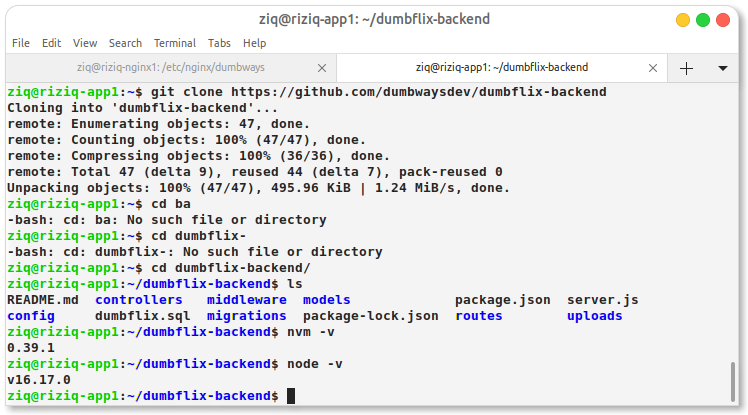 ziq@riziq-app1: ~/dumbflix-backend
File Edit View Search Terminal Tabs Help
ziq@riziq-nginx1: /etc/nginx/dumbways
ziq@riziq-app1: ~/dumbflix-backend
ziq@riziq-app1:~$ git clone https://github.com/dumbwaysdev/dumbflix-backend
Cloning into 'dumbflix-backend'...
remote: Enumerating objects: 47, done.
remote: Counting objects: 100% (47/47), done.
remote: Compressing objects: 100% (36/36), done.
remote: Total 47 (delta 9), reused 44 (delta 7), pack-reused 0
Unpacking objects: 100% (47/47), 495.96 KiB | 1.24 MiB/s, done.
ziq@riziq-app1:~$ cd ba
-bash: cd: ba: No such file or directory
ziq@riziq-app1:~$ cd dumbflix-
-bash: cd: dumbflix-: No such file or directory
ziq@riziq-app1:~$ cd dumbflix-backend/
ziq@riziq-app1:~/dumbflix-backend$ ls
README.md  controllers   middleware  models             package.json  server.js
config     dumbflix.sql  migrations  package-lock.json  routes        uploads
ziq@riziq-app1:~/dumbflix-backend$ nvm -v
0.39.1
ziq@riziq-app1:~/dumbflix-backend$ node -v
v16.17.0
ziq@riziq-app1:~/dumbflix-backend$